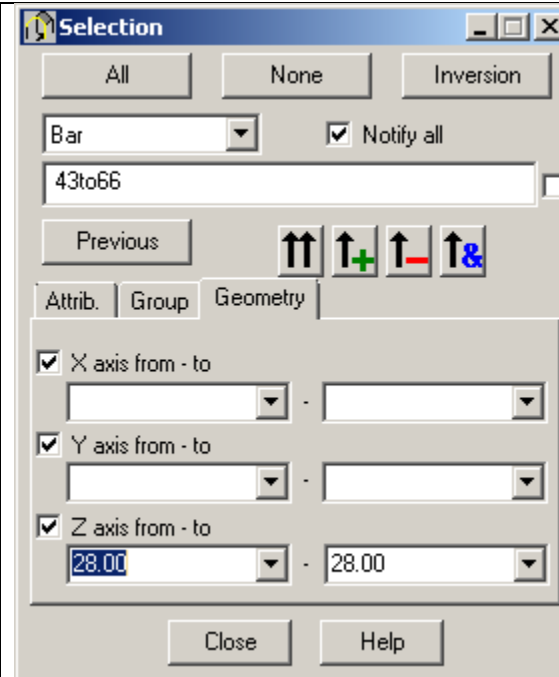 Selection
All None Inversion
Bar Notify all
43to66
Previous
Attrib. Group Geometry
X axis from - to
-
Y axis from - to
-
Z axis from - to
28.00 - 28.00
Close Help